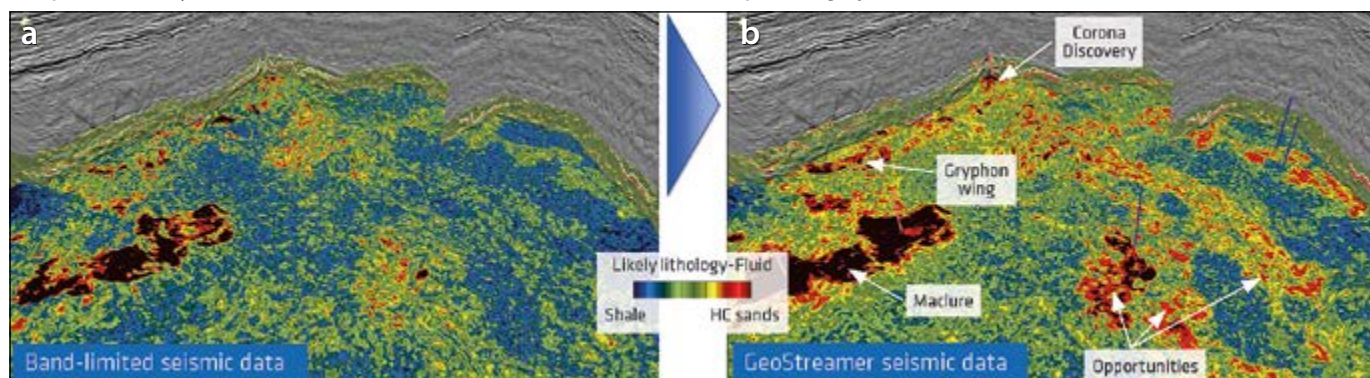 a
Band-limited seismic data
b
Corona
Discovery
Gryphon
wing
Likely lithology-Fluid
Shale HC sands
Maclure
Opportunities
GeoStreamer seismic data